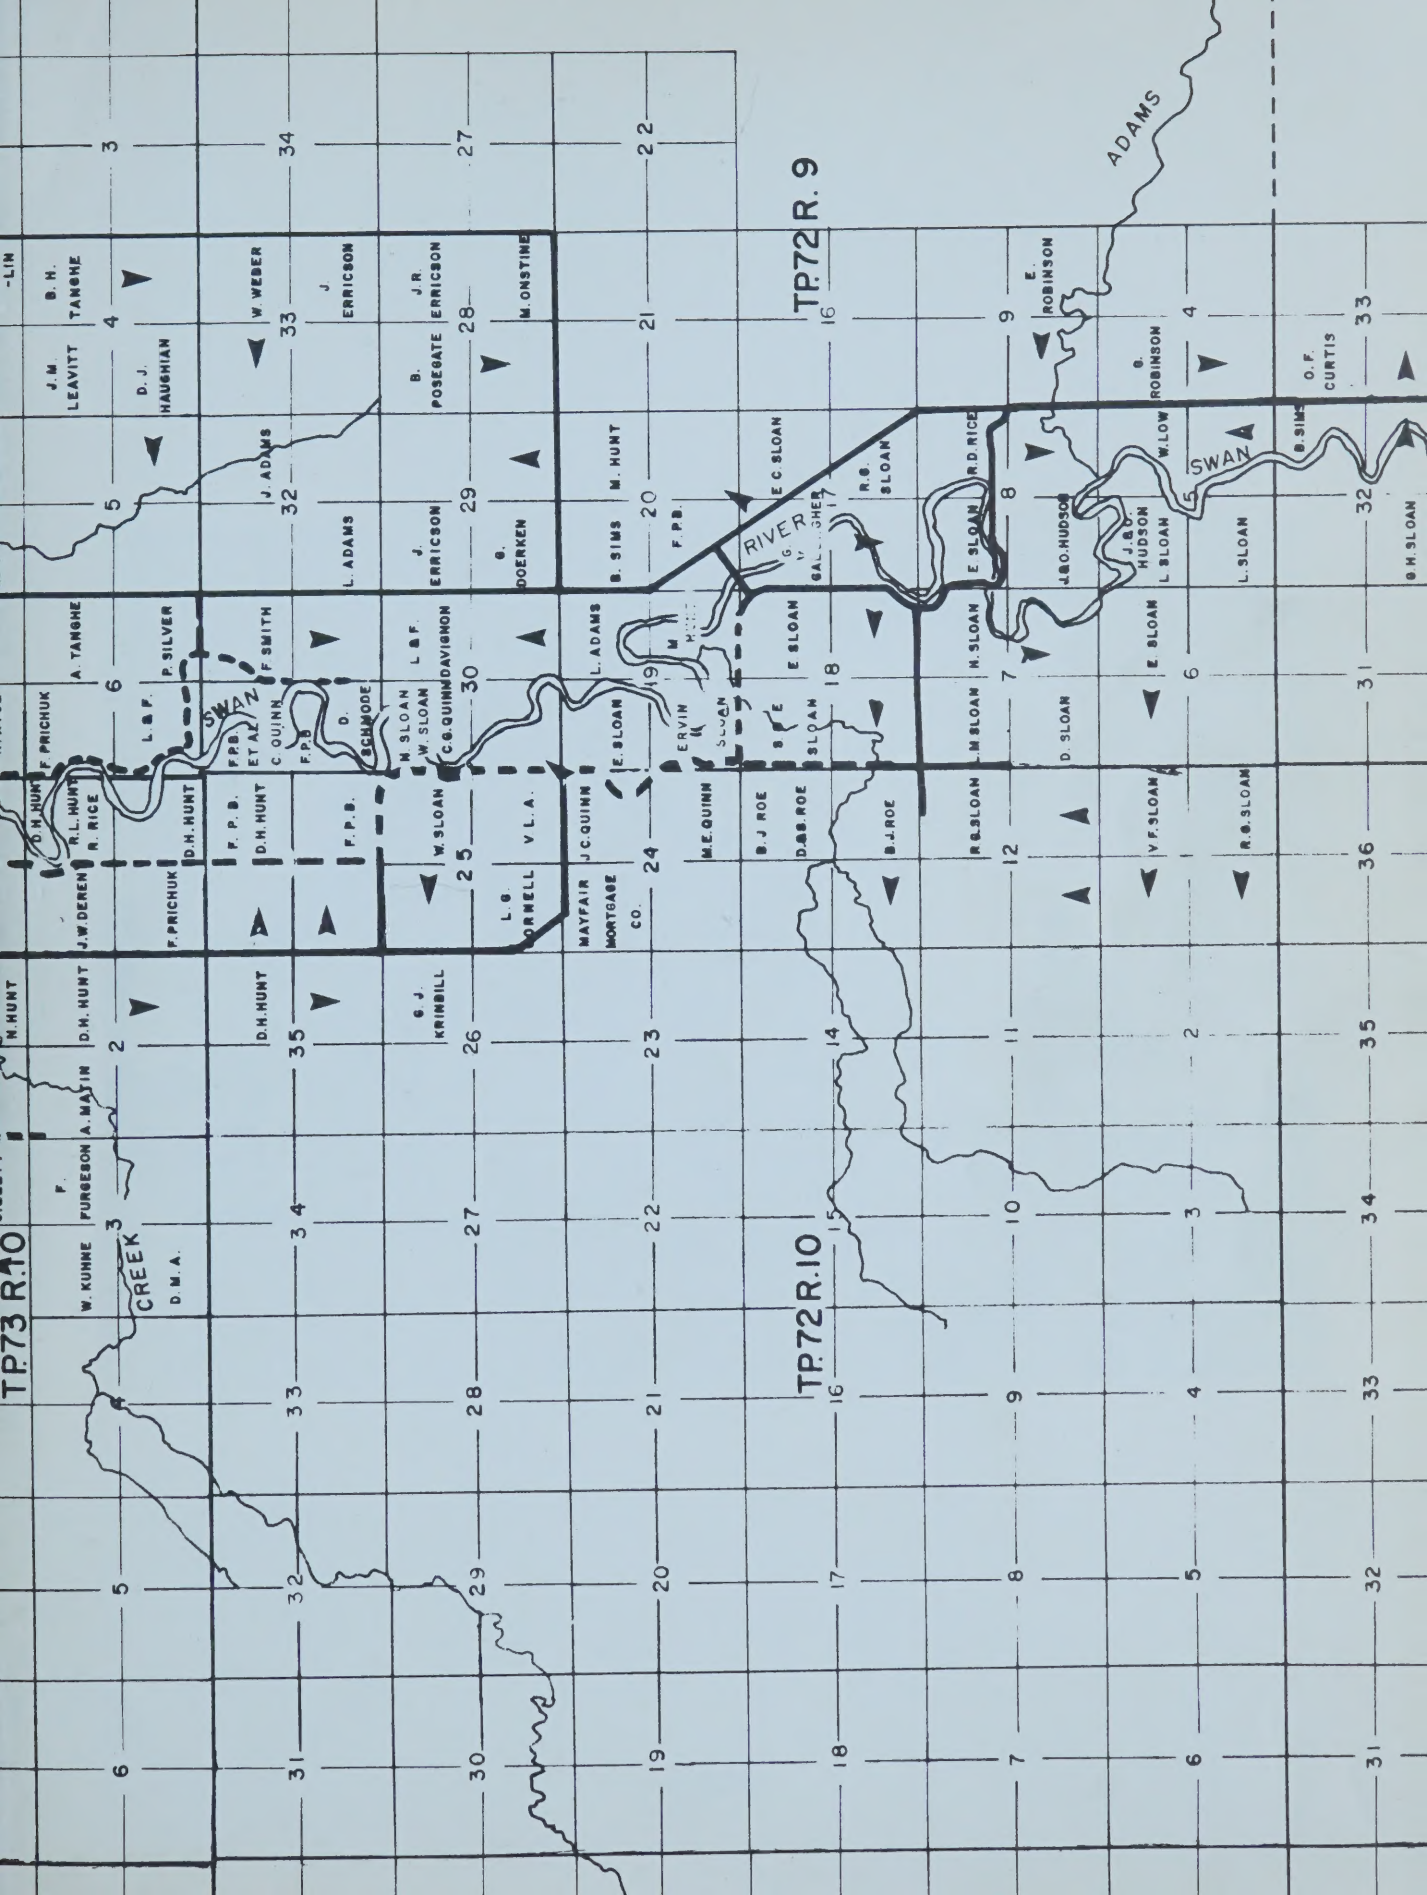 -LIN
N. HUNT
TP.73 R.10
D.H. HUNT
F. PRICHUK
J.M.
LEAVITT
B. H.
TANGHE
F.
FURGESON
R.L. HUNT
R. RICE
W. KUHNE
A. MATIN
D.H. HUNT
J.W. DEREN
A. TANGHE
6
5
4
3
2
6
5
4
3
CREEK
D. M. A.
D. J.
HAUGHIAN
L. & F.
P. SILVER
F. PRICHUK
D.H. HUNT
SWAN
F.P.B.
ET AL
F. P. B.
D.H. HUNT
D.H. HUNT
C. QUINN
F.P.B.
F SMITH
J. ADAMS
W. WEBER
31
32
33
34
35
32
33
34
F. P. B.
D.
SCHMODE
L. ADAMS
J.
ERRICSON
G. J.
KRINBILL
N. SLOAN
W. SLOAN
L & F.
J.
ERRICSON
B.
POSEGATE
J.R.
ERRICSON
W. SLOAN
C.G. QUINN
DAVIGNON
30
29
28
27
26
25
30
29
28
27
L. G.
CORNELL
V. L. A.
G.
DOERKEN
M. ONSTINE
MAYFAIR
MORTGAGE
CO.
J C. QUINN
E. SLOAN
L. ADAMS
B. SIMS
M. HUNT
19
20
21
22
23
24
19
20
21
22
F. P.B.
M
ERVIN
SLOAN
M.E. QUINN
B. J ROE
D.&B. ROE
E SLOAN
SLOAN
RIVER
E C. SLOAN
TP.72 R.10
TP.72 R. 9
18
17
16
15
14
18
17
16
R.G.
SLOAN
B.J. ROE
R G. SLOAN
L.M SLOAN
H. SLOAN
E SLOAN
R.D. RICE
7
8
9
10
11
12
7
8
9
E.
ROBINSON
D. SLOAN
J.&O. HUDSON
ADAMS
J.& O.
HUDSON
V F. SLOAN
E. SLOAN
L SLOAN
W. LOW
G.
ROBINSON
6
5
4
3
2
6
5
4
R.G. SLOAN
L. SLOAN
SWAN
B. SIMS
O. F.
CURTIS
31
32
33
34
35
36
31
32
33
G.H. SLOAN